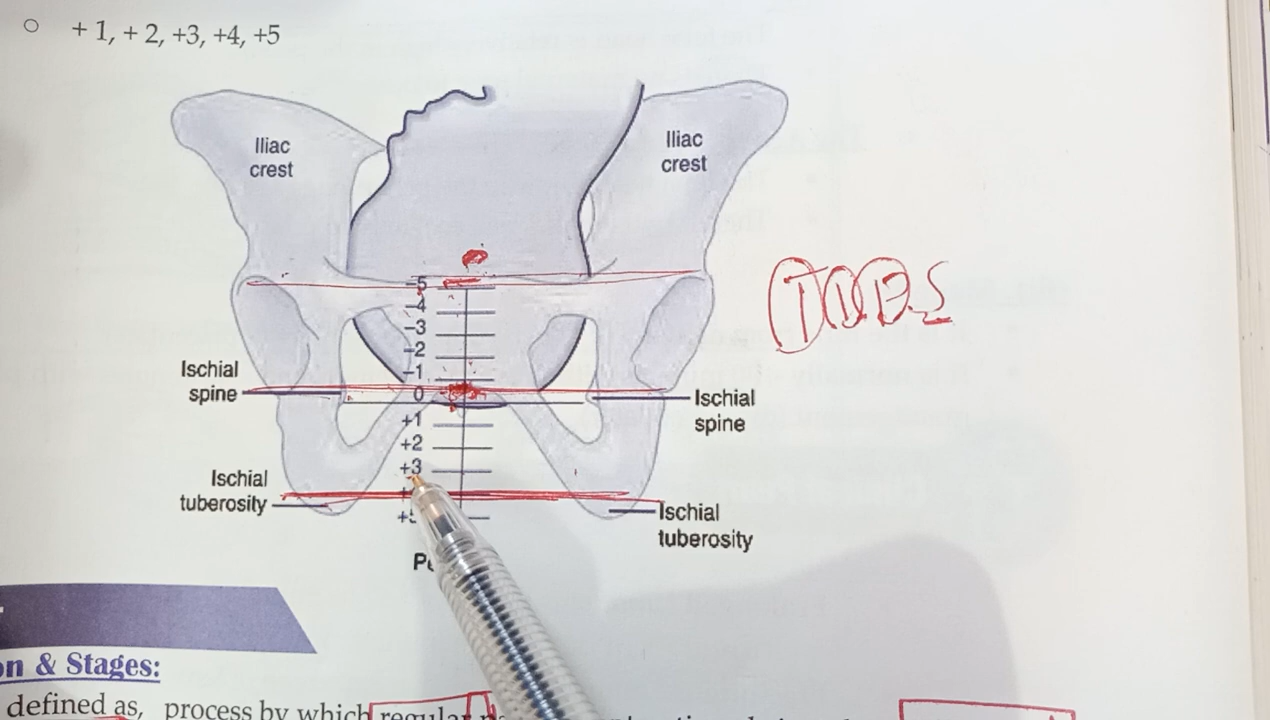 + 1, + 2, +3, +4, +5
Iliac
crest
Iliac
crest
-5
-4
-3
-2
-1
0
+1
+2
+3
Ischial
spine
Ischial
spine
Ischial
tuberosity
Ischial
tuberosity
on & Stages:
defined as, process by which regular